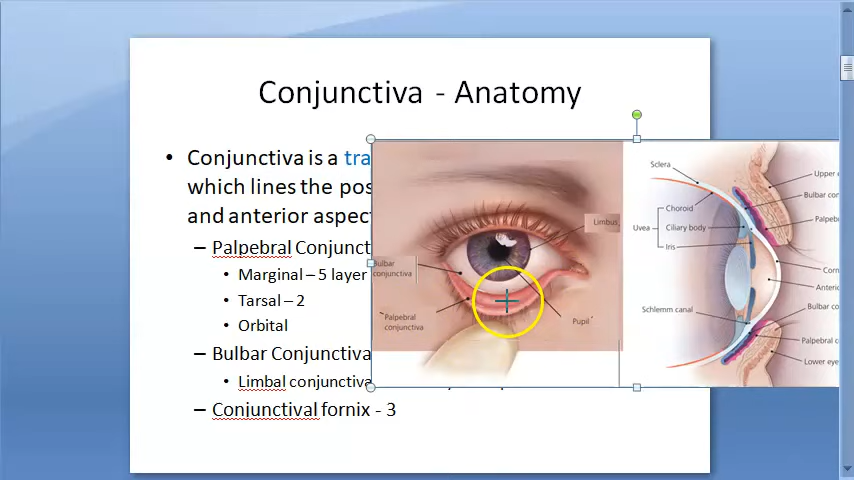 Conjunctiva - Anatomy
• Conjunctiva is a tra
which lines the pos
and anterior aspect
– Palpebral Conjunct
• Marginal – 5 layer
• Tarsal – 2
• Orbital
– Bulbar Conjunctiva
• Limbal conjunctiva
– Conjunctival fornix - 3
Limbus
Bulbar
conjunctiva
Palpebral
conjunctiva
Pupil
Sclera
Choroid
Uvea
Ciliary body
Iris
Schlemm canal
Upper
Bulbar con
Palpeb
Corn
Anterio
Bulbar co
Palpebral c
Lower eye